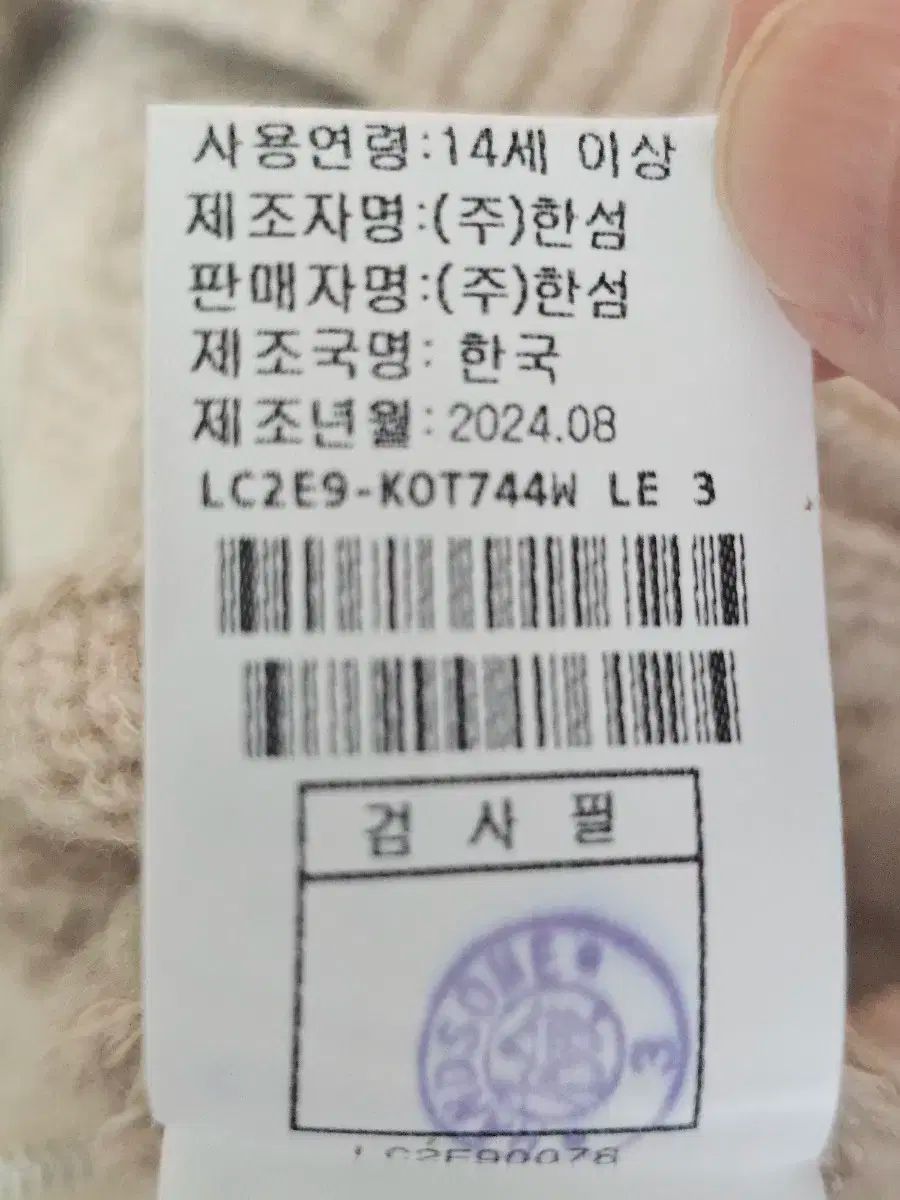 사용연령:14세 이상
제조자명:(주)한섬
판매자명:(주)한섬
제조국명: 한국
제조년월: 2024.08
LC2E9-KOT744W LE 3
검 사 필
3